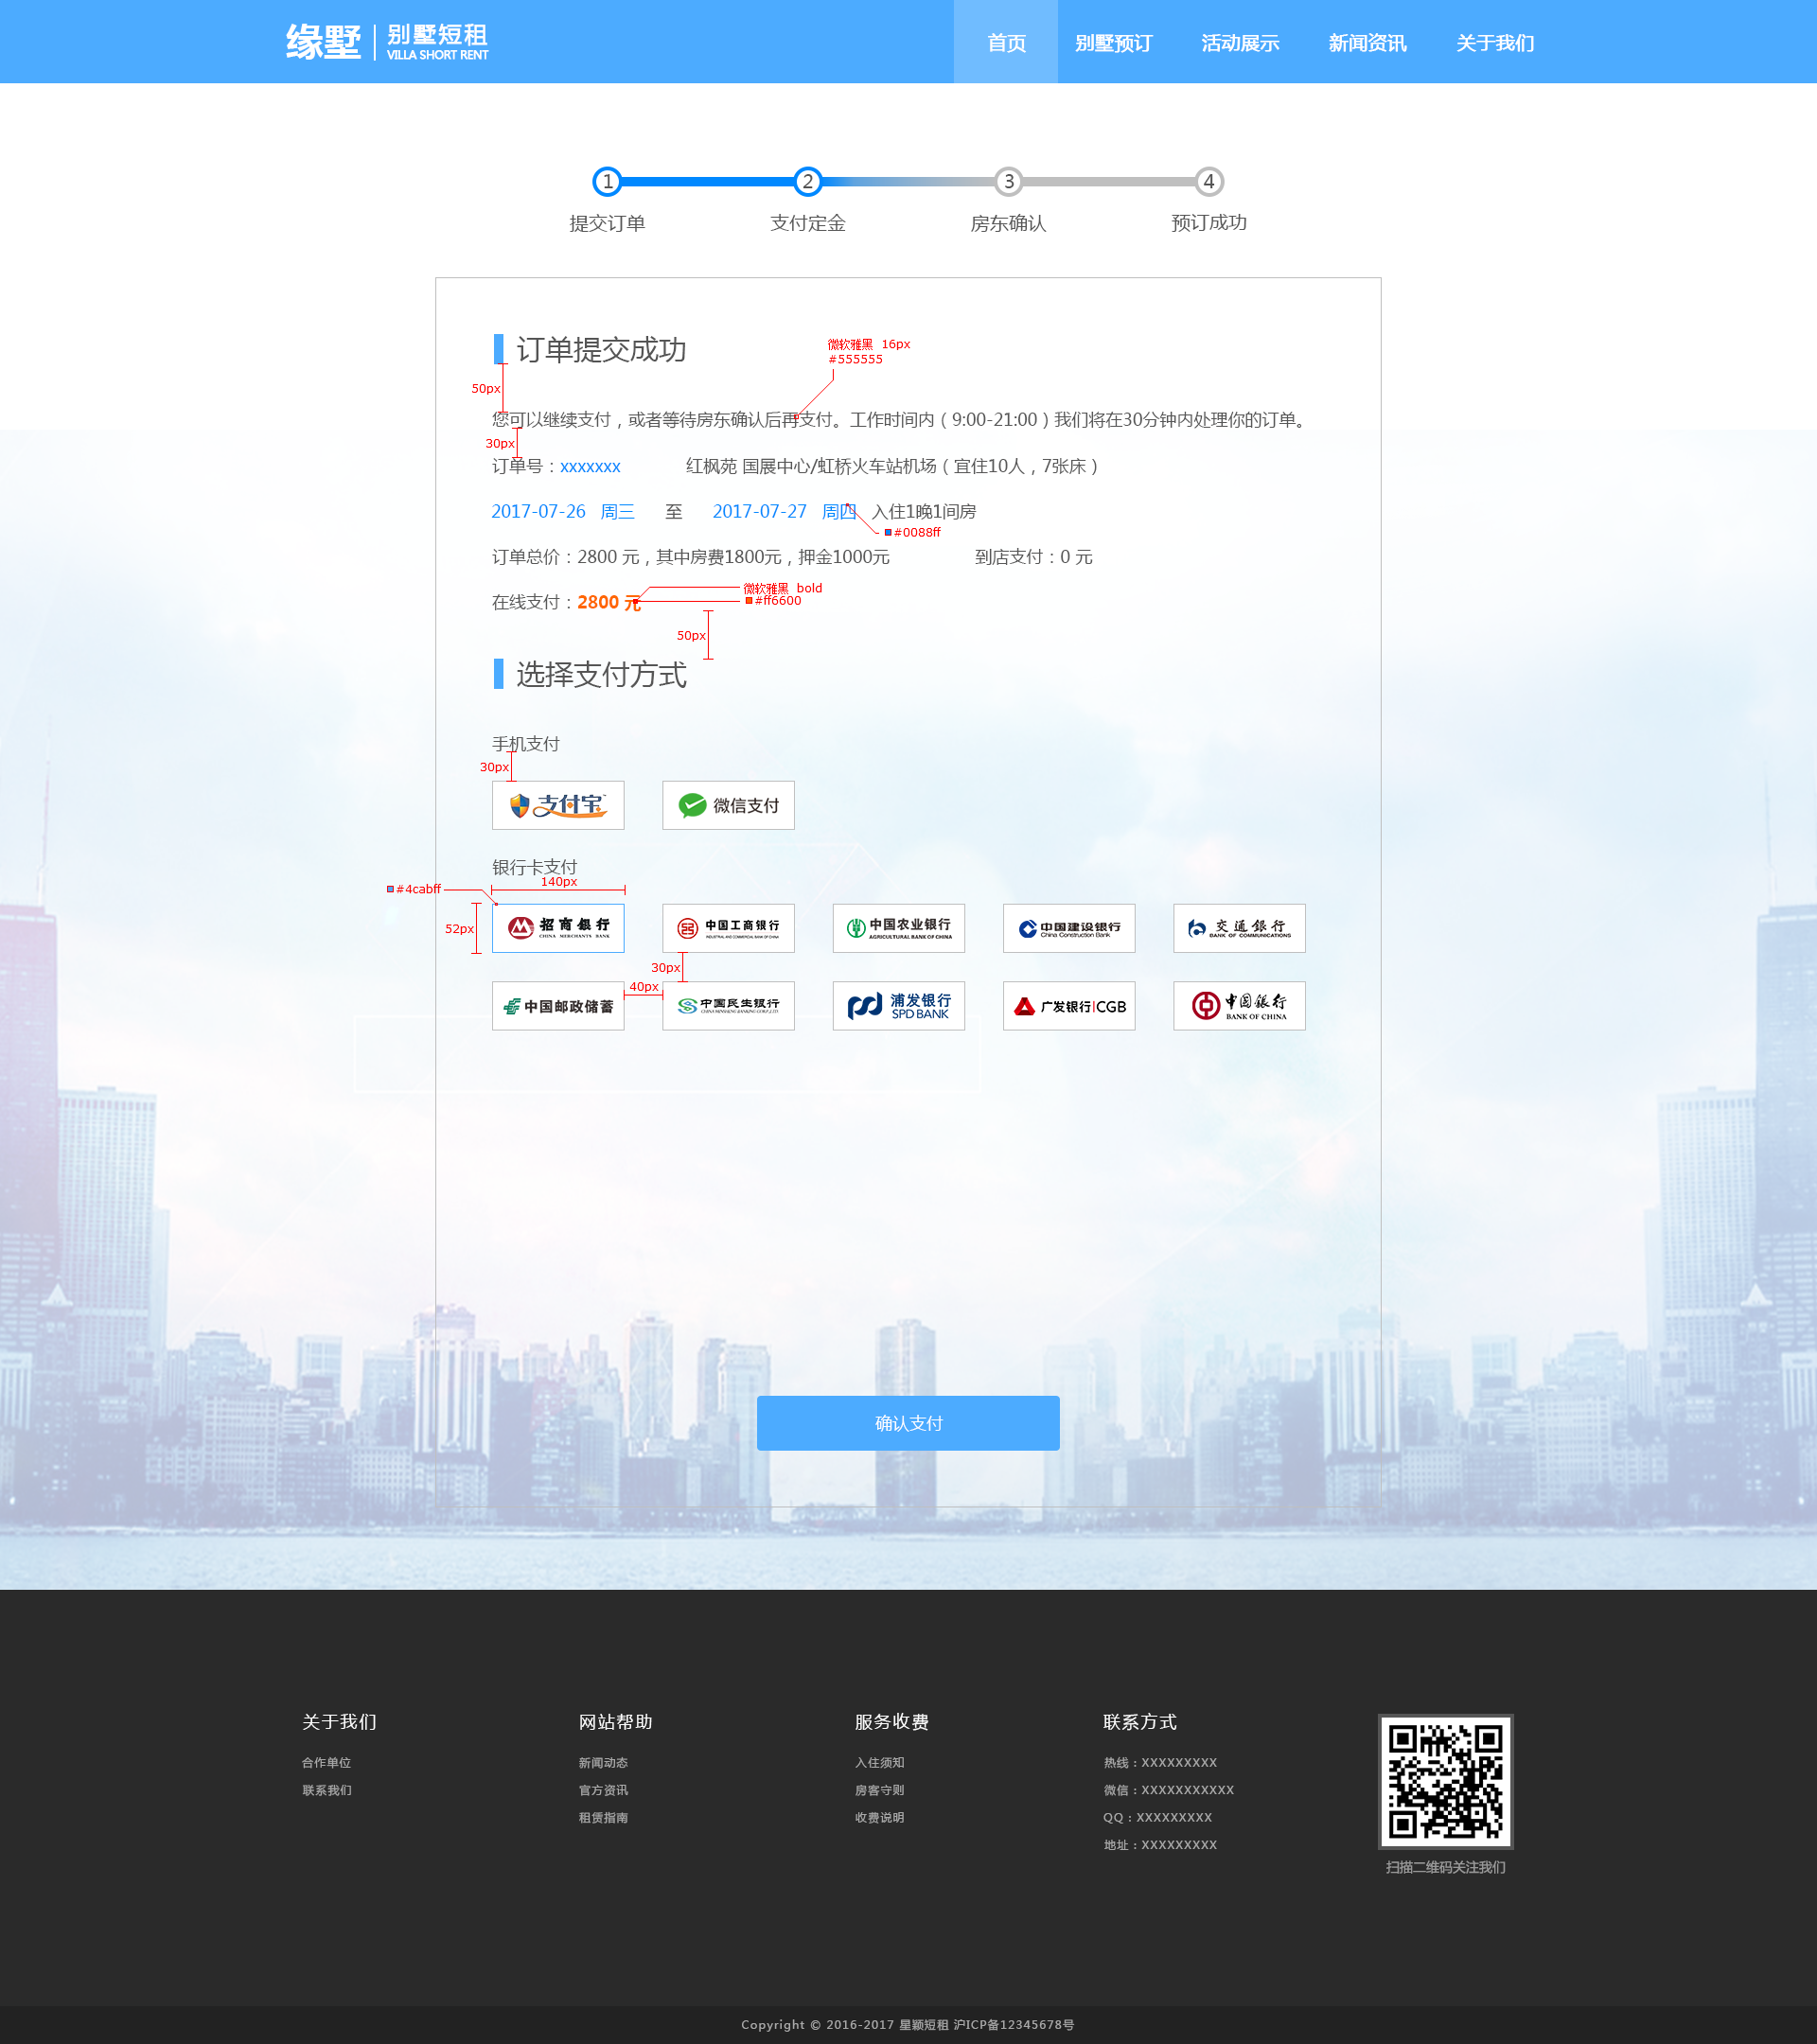 缘墅 别墅短租
VILLA SHORT RENT
首页 别墅预订 活动展示 新闻资讯 关于我们
1 2 3 4
提交订单 支付定金 房东确认 预订成功
订单提交成功
微软雅黑 16px
#555555
50px
您可以继续支付，或者等待房东确认后再支付。工作时间内（9:00-21:00）我们将在30分钟内处理你的订单。
30px
订单号：xxxxxxx 红枫苑 国展中心/虹桥火车站机场（宜住10人，7张床）
2017-07-26 周三 至 2017-07-27 周四 入住1晚1间房
#0088ff
订单总价：2800 元，其中房费1800元，押金1000元 到店支付：0 元
微软雅黑 bold
在线支付：2800 元 #ff6600
50px
选择支付方式
手机支付
30px
支付宝 微信支付
银行卡支付
140px
#4cabff
52px
招商银行 中国工商银行 中国农业银行 中国建设银行 交通银行
CHINA MERCHANTS BANK INDUSTRIAL AND COMMERCIAL BANK OF CHINA AGRICULTURAL BANK OF CHINA China Construction Bank BANK OF COMMUNICATIONS
30px
40px
中国邮政储蓄 中国民生银行 浦发银行 广发银行|CGB 中国银行
CHINA MINSHENG BANKING CORP.,LTD. SPD BANK BANK OF CHINA
确认支付
关于我们 网站帮助 服务收费 联系方式
合作单位 新闻动态 入住须知 热线：XXXXXXXXX
联系我们 官方资讯 房客守则 微信：XXXXXXXXXXX
租赁指南 收费说明 QQ：XXXXXXXXX
地址：XXXXXXXXX
扫描二维码关注我们
Copyright © 2016-2017 星颖短租 沪ICP备12345678号